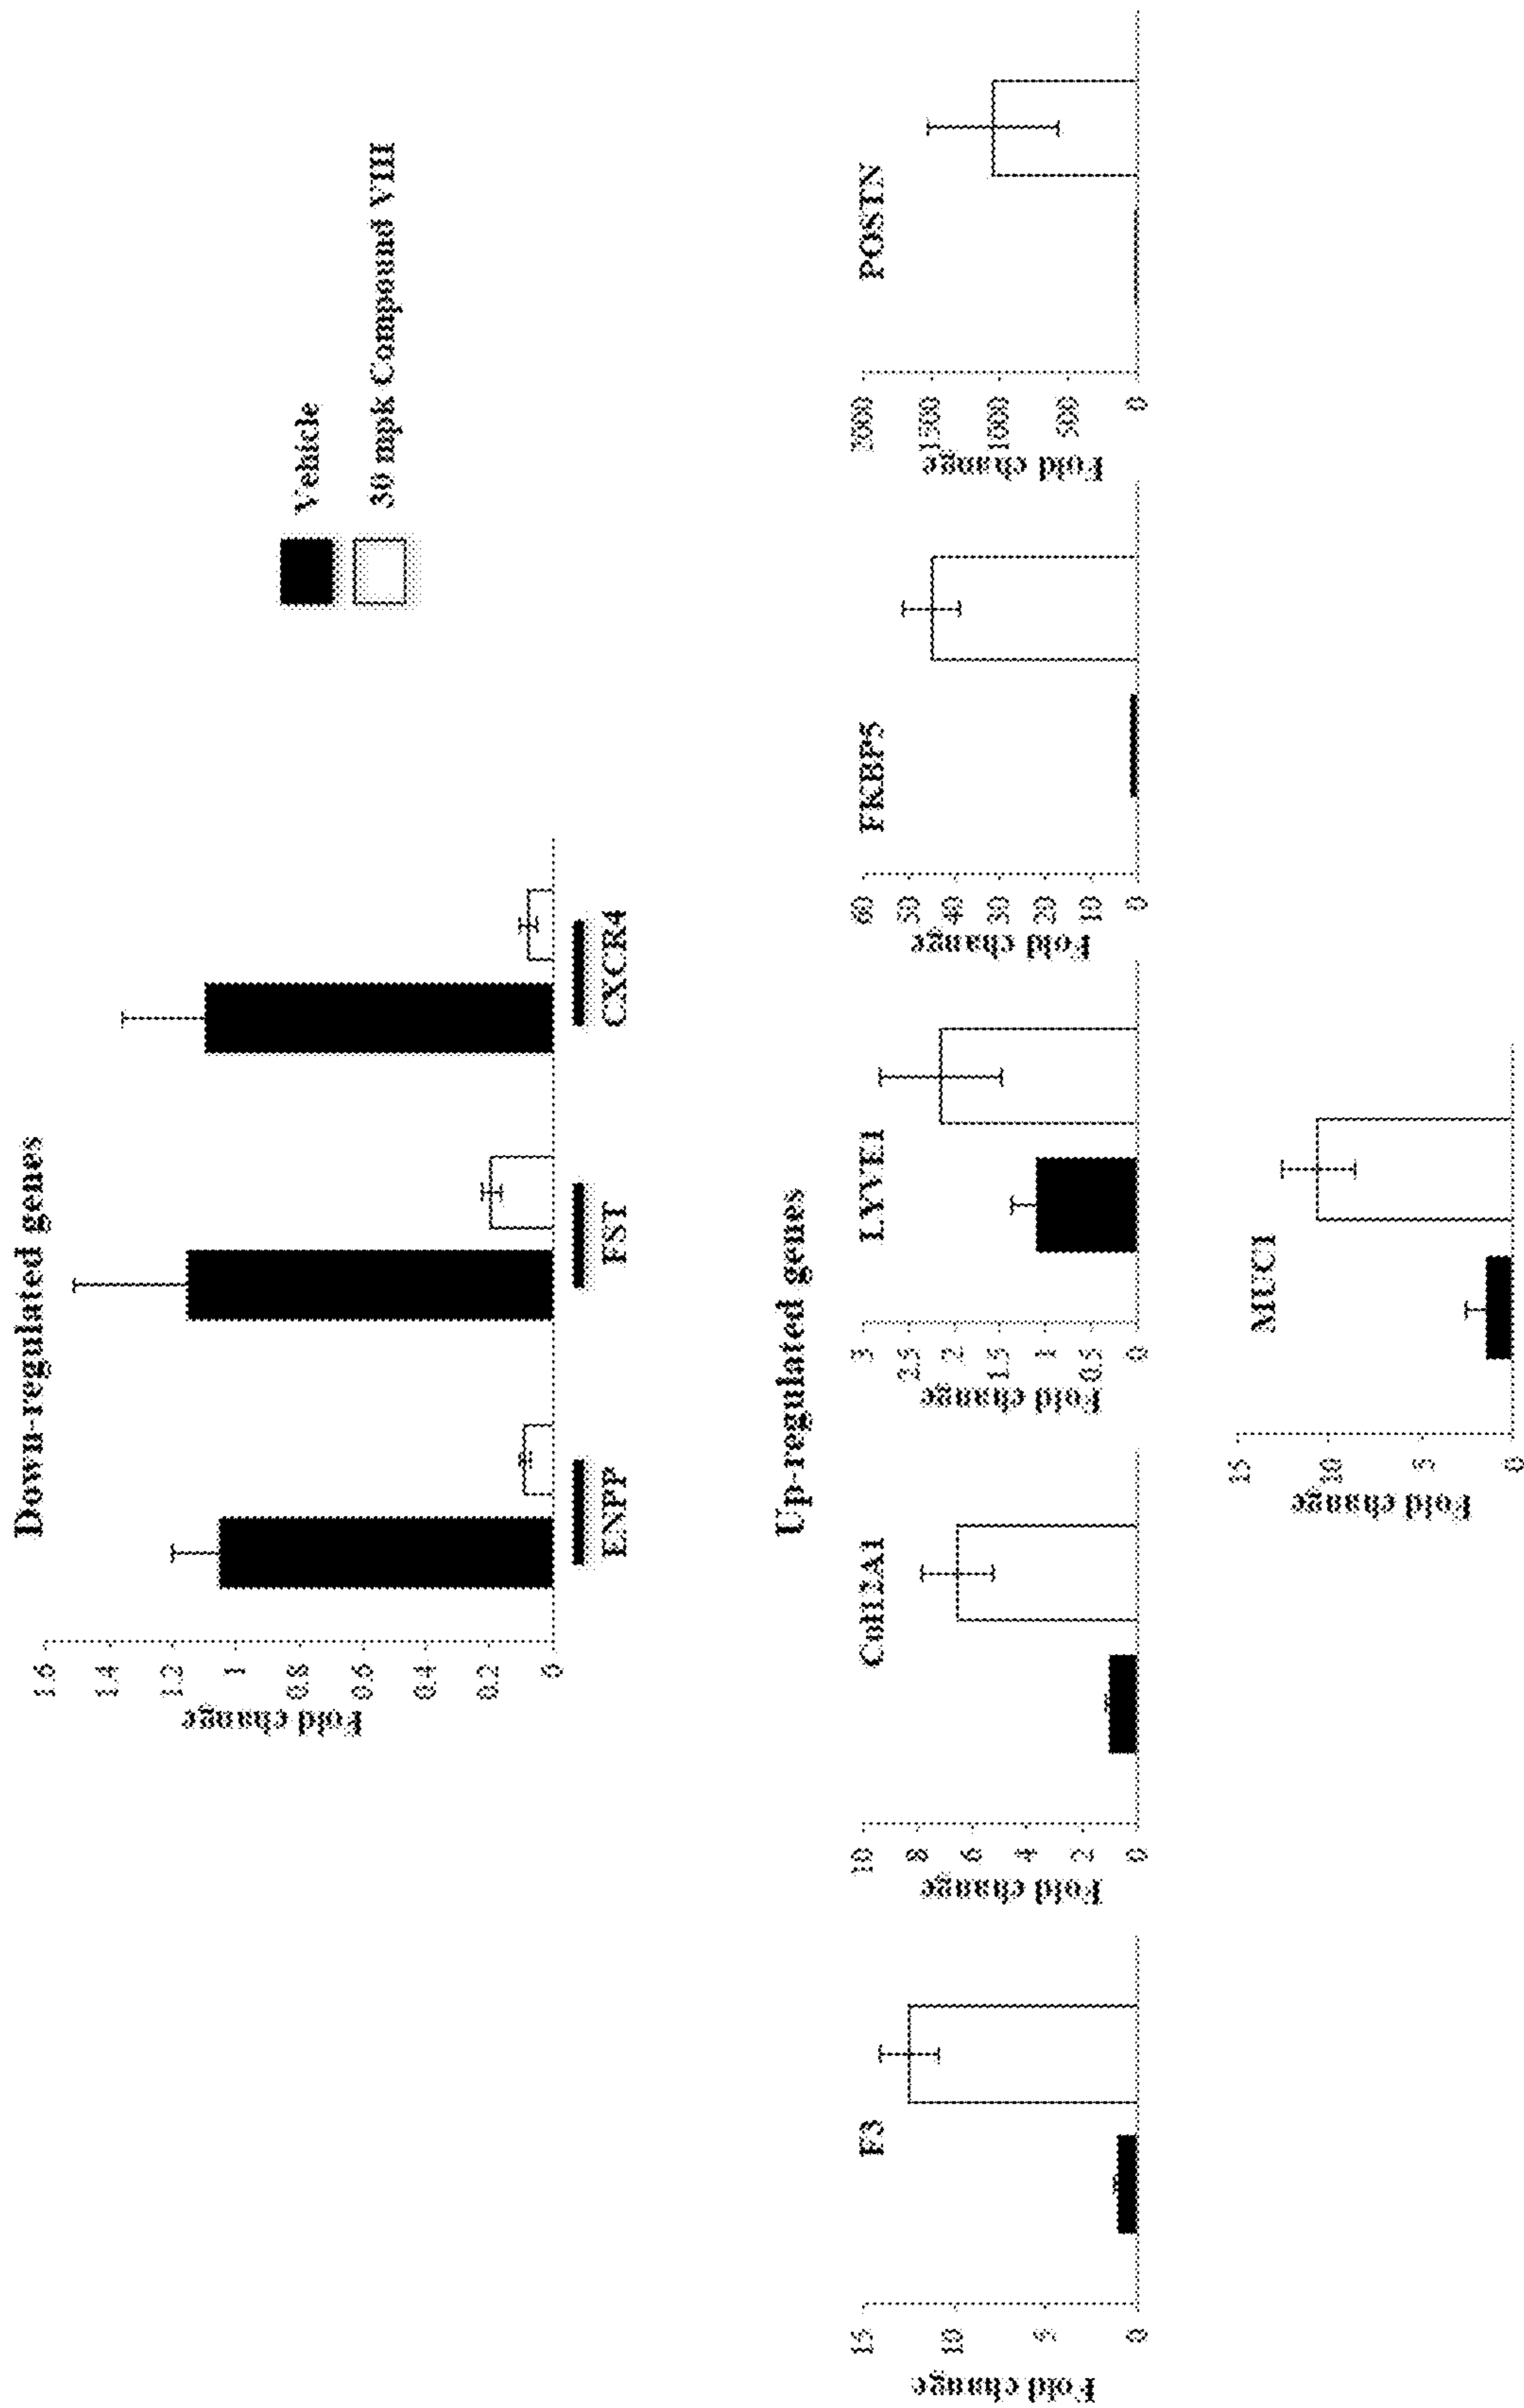 Down-regulated genes
Vehicle
30 mpk Compound VIII
Fold change
1.6
1.4
1.2
1
0.8
0.6
0.4
0.2
0
ENPP
FST
CXCR4
Up-regulated genes
F3
Fold change
15
10
5
0
Col12A1
Fold change
10
8
6
4
2
0
LYVE1
Fold change
3
2.5
2
1.5
1
0.5
0
FKBP5
Fold change
60
50
40
30
20
10
0
POSTN
Fold change
2000
1500
1000
500
0
MUC1
Fold change
15
10
5
0